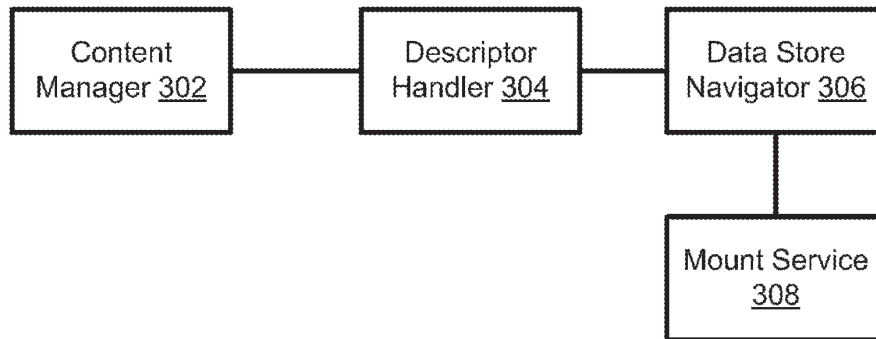 Content
Manager 302
Descriptor
Handler 304
Data Store
Navigator 306
Mount Service
308